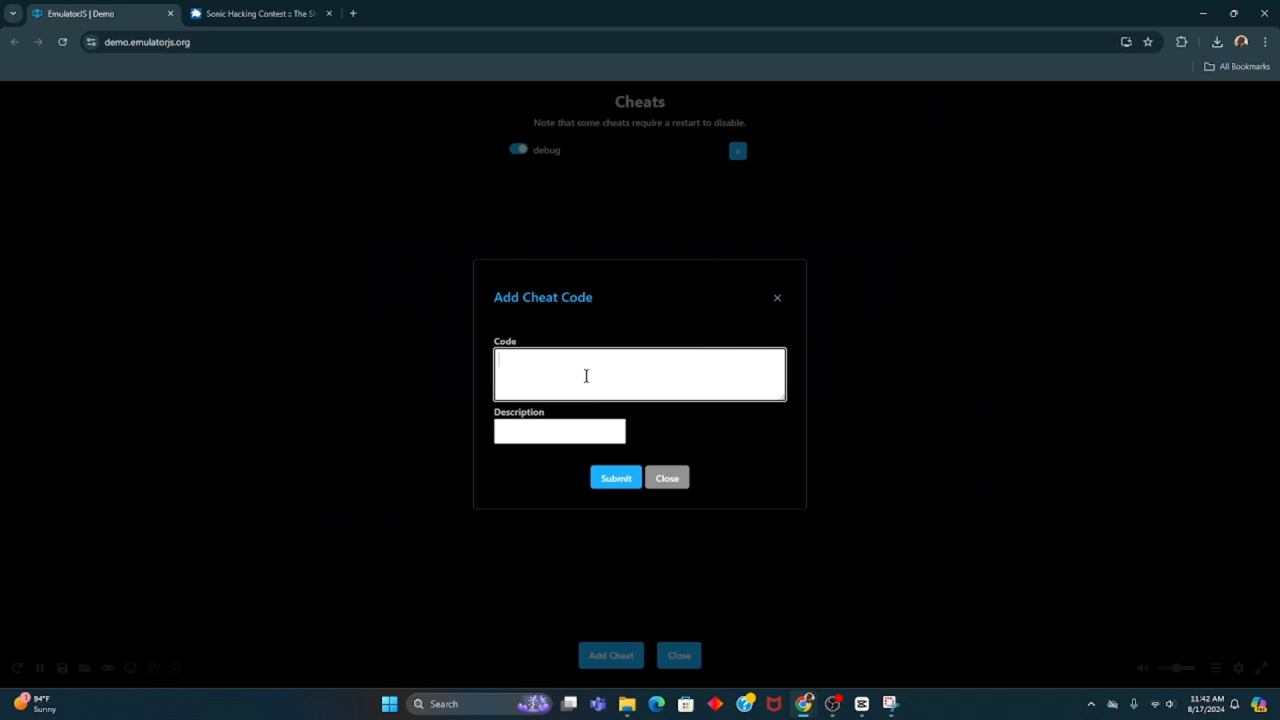 EmulatorJS | Demo
Sonic Hacking Contest :: The Sh
demo.emulatorjs.org
All Bookmarks
Cheats
Note that some cheats require a restart to disable.
debug
Add Cheat Code
Code
Description
Submit
Close
Add Cheat
Close
94°F
Sunny
Search
11:42 AM
8/17/2024